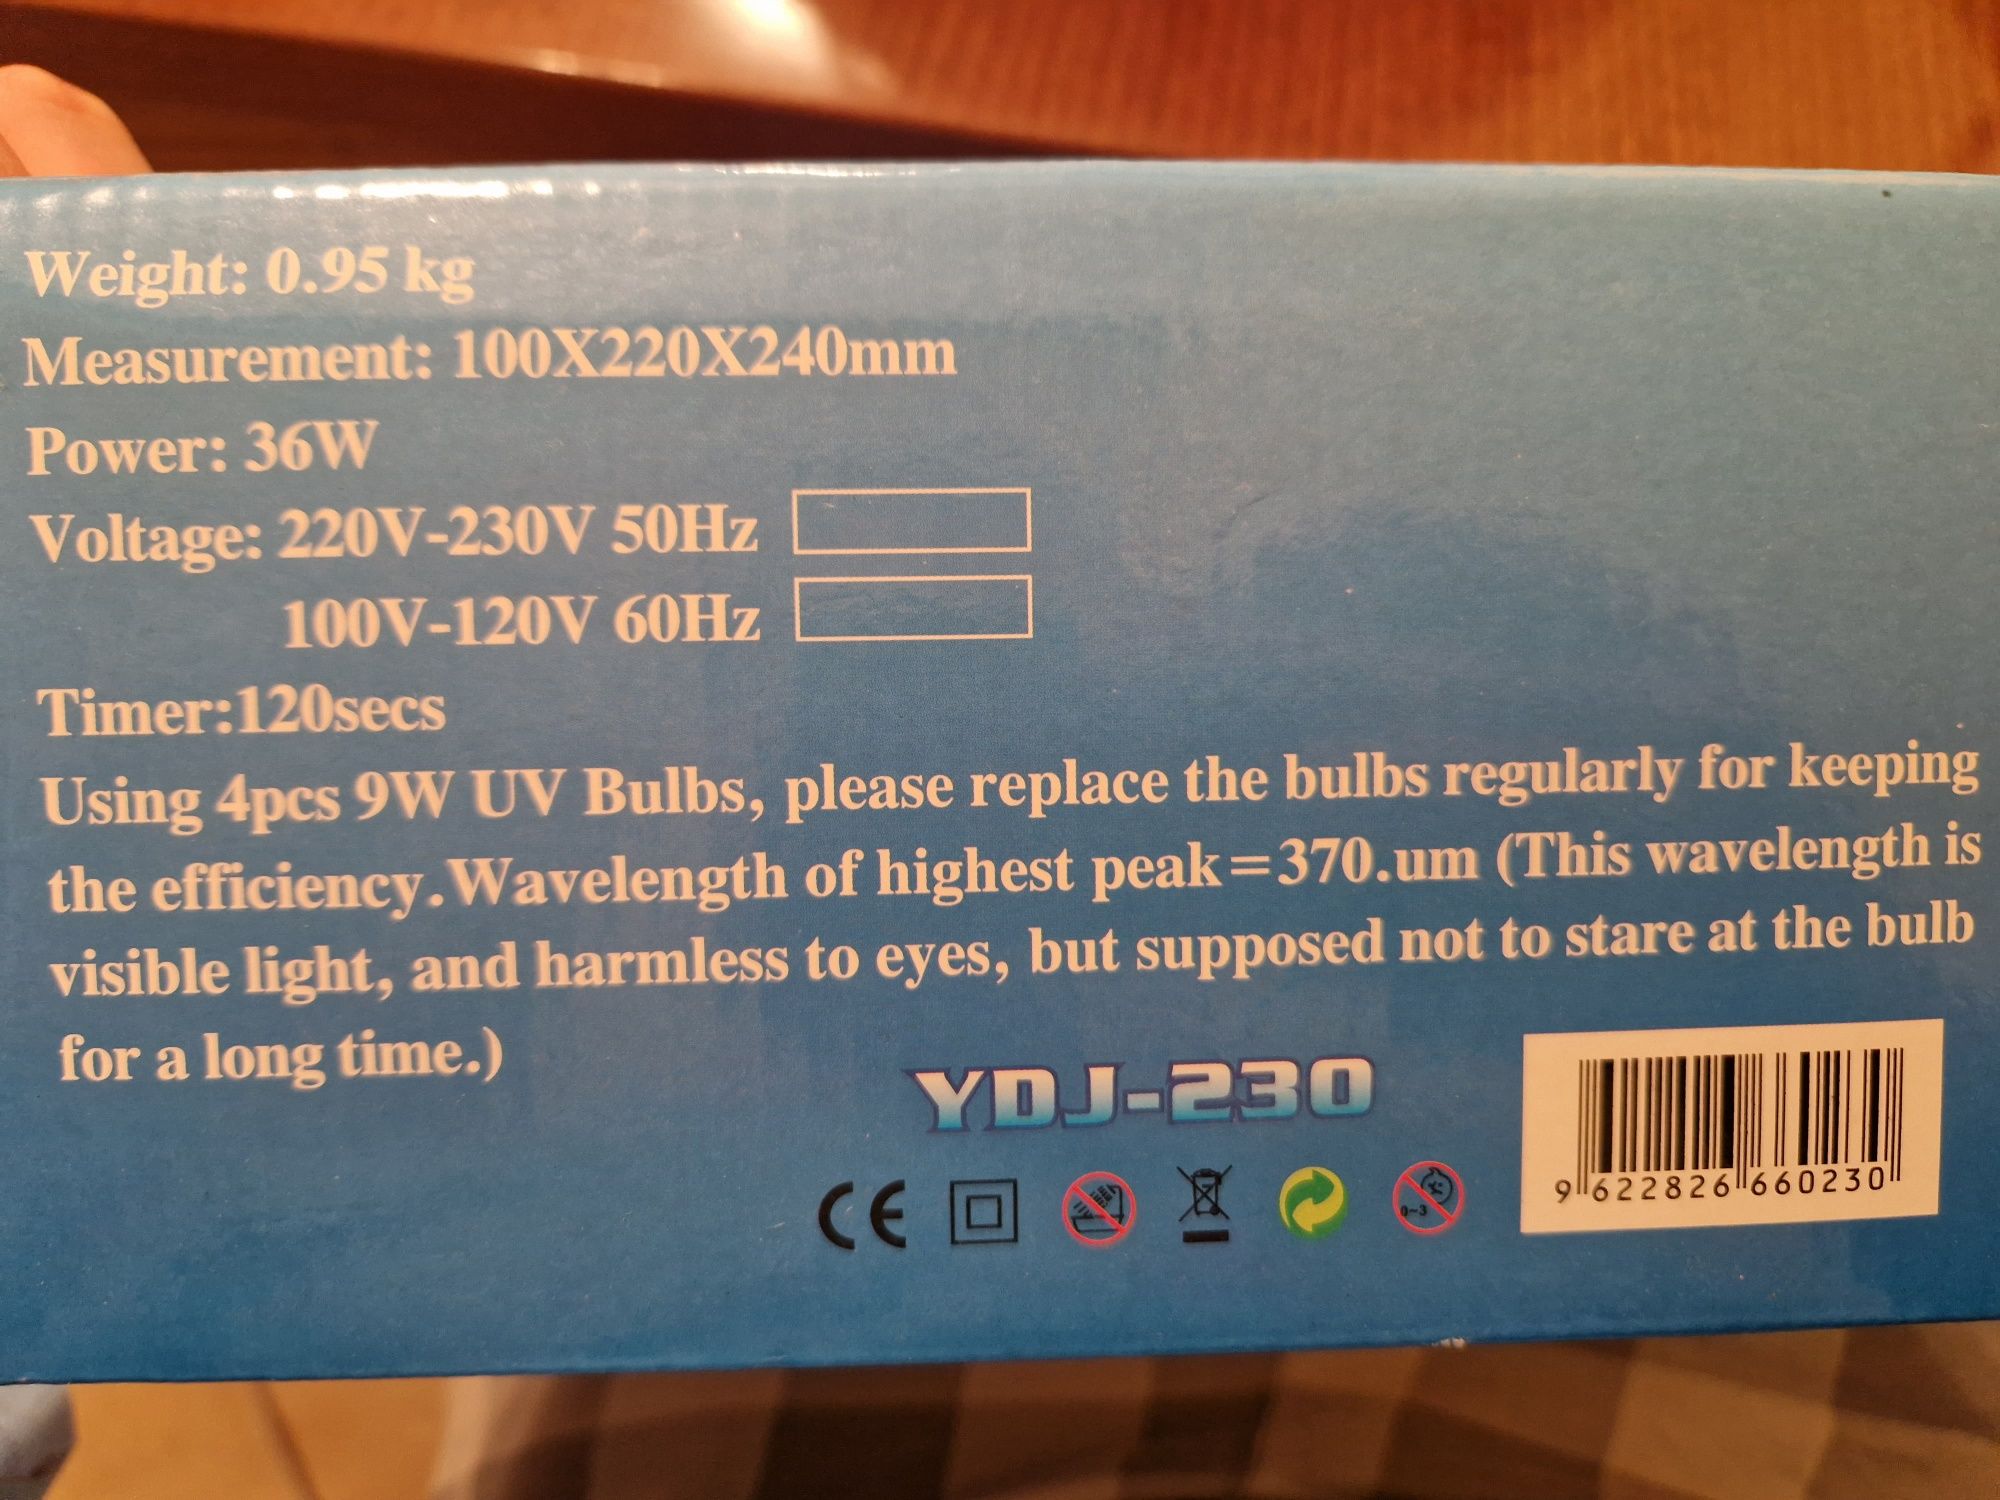 Weight: 0.95 kg
Measurement: 100X220X240mm
Power: 36W
Voltage: 220V-230V 50Hz
100V-120V 60Hz
Timer:120secs
Using 4pcs 9W UV Bulbs, please replace the bulbs regularly for keeping
the efficiency.Wavelength of highest peak=370.um (This wavelength is
visible light, and harmless to eyes, but supposed not to stare at the bulb
for a long time.)
YDJ-230
CE
0-3
9 622826 660230